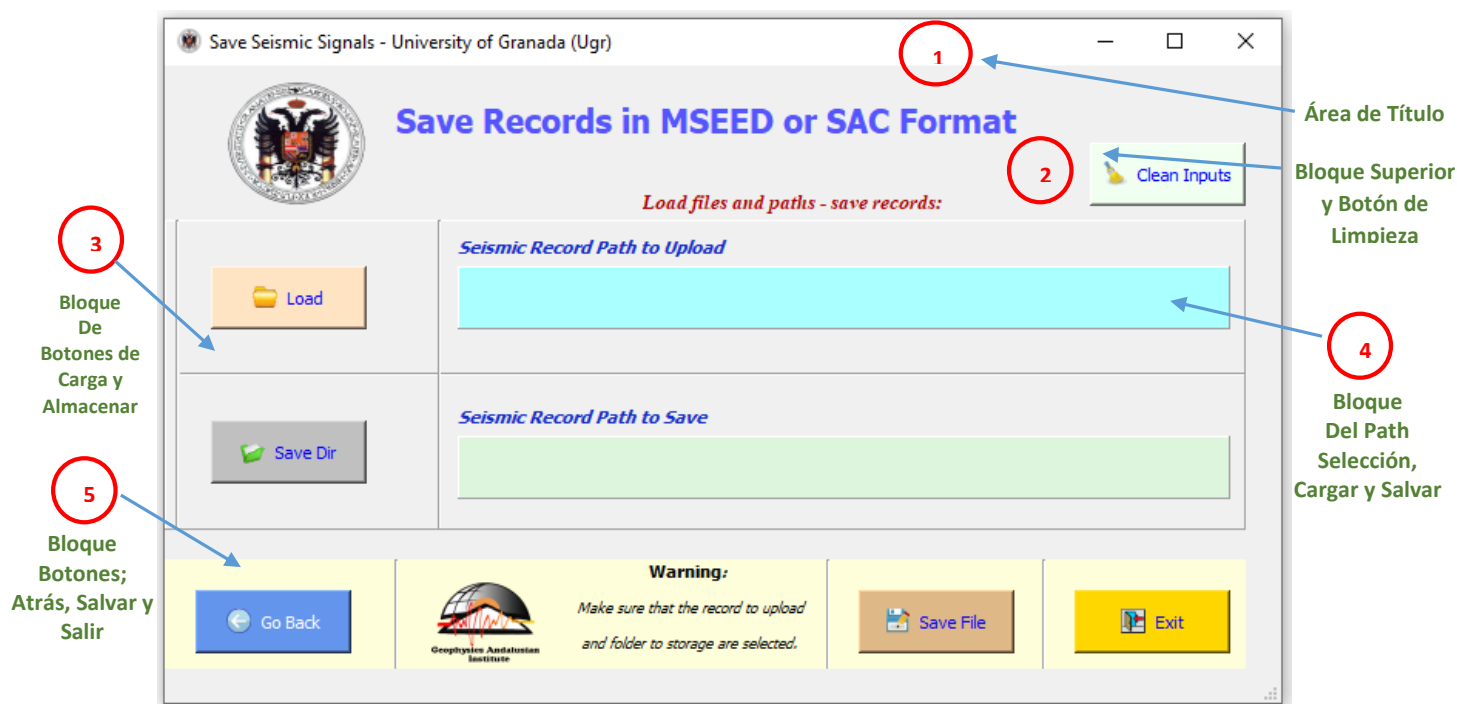 Save Seismic Signals - University of Granada (Ugr)
1
Área de Título
Save Records in MSEED or SAC Format
2
Clean Inputs
Bloque Superior
y Botón de
Limpieza
Load files and paths - save records:
3
Bloque
De
Botones de
Carga y
Almacenar
Load
Seismic Record Path to Upload
4
Bloque
Del Path
Selección,
Cargar y Salvar
Save Dir
Seismic Record Path to Save
5
Bloque
Botones;
Atrás, Salvar y
Salir
Go Back
Geophysics Andalusian
Institute
Warning:
Make sure that the record to upload
and folder to storage are selected.
Save File
Exit